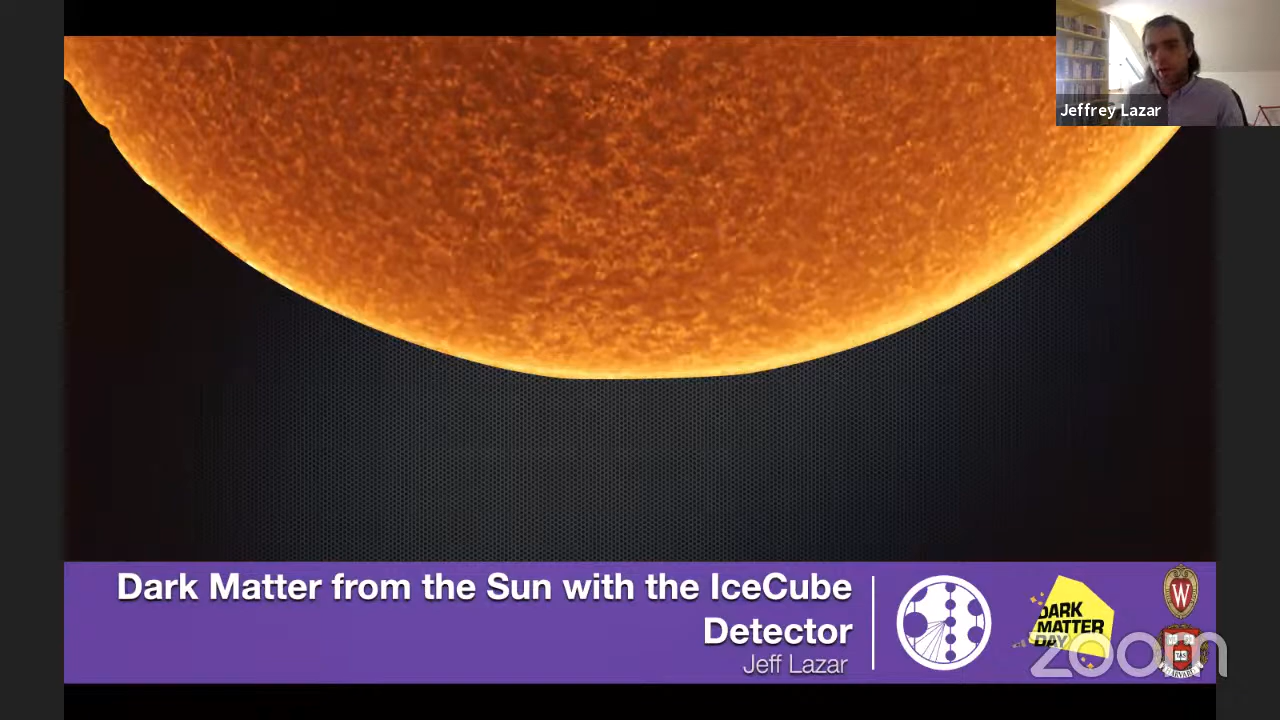 Jeffrey Lazar
Dark Matter from the Sun with the IceCube
Detector
Jeff Lazar
DARK
MATTER
DAY
W
zoom